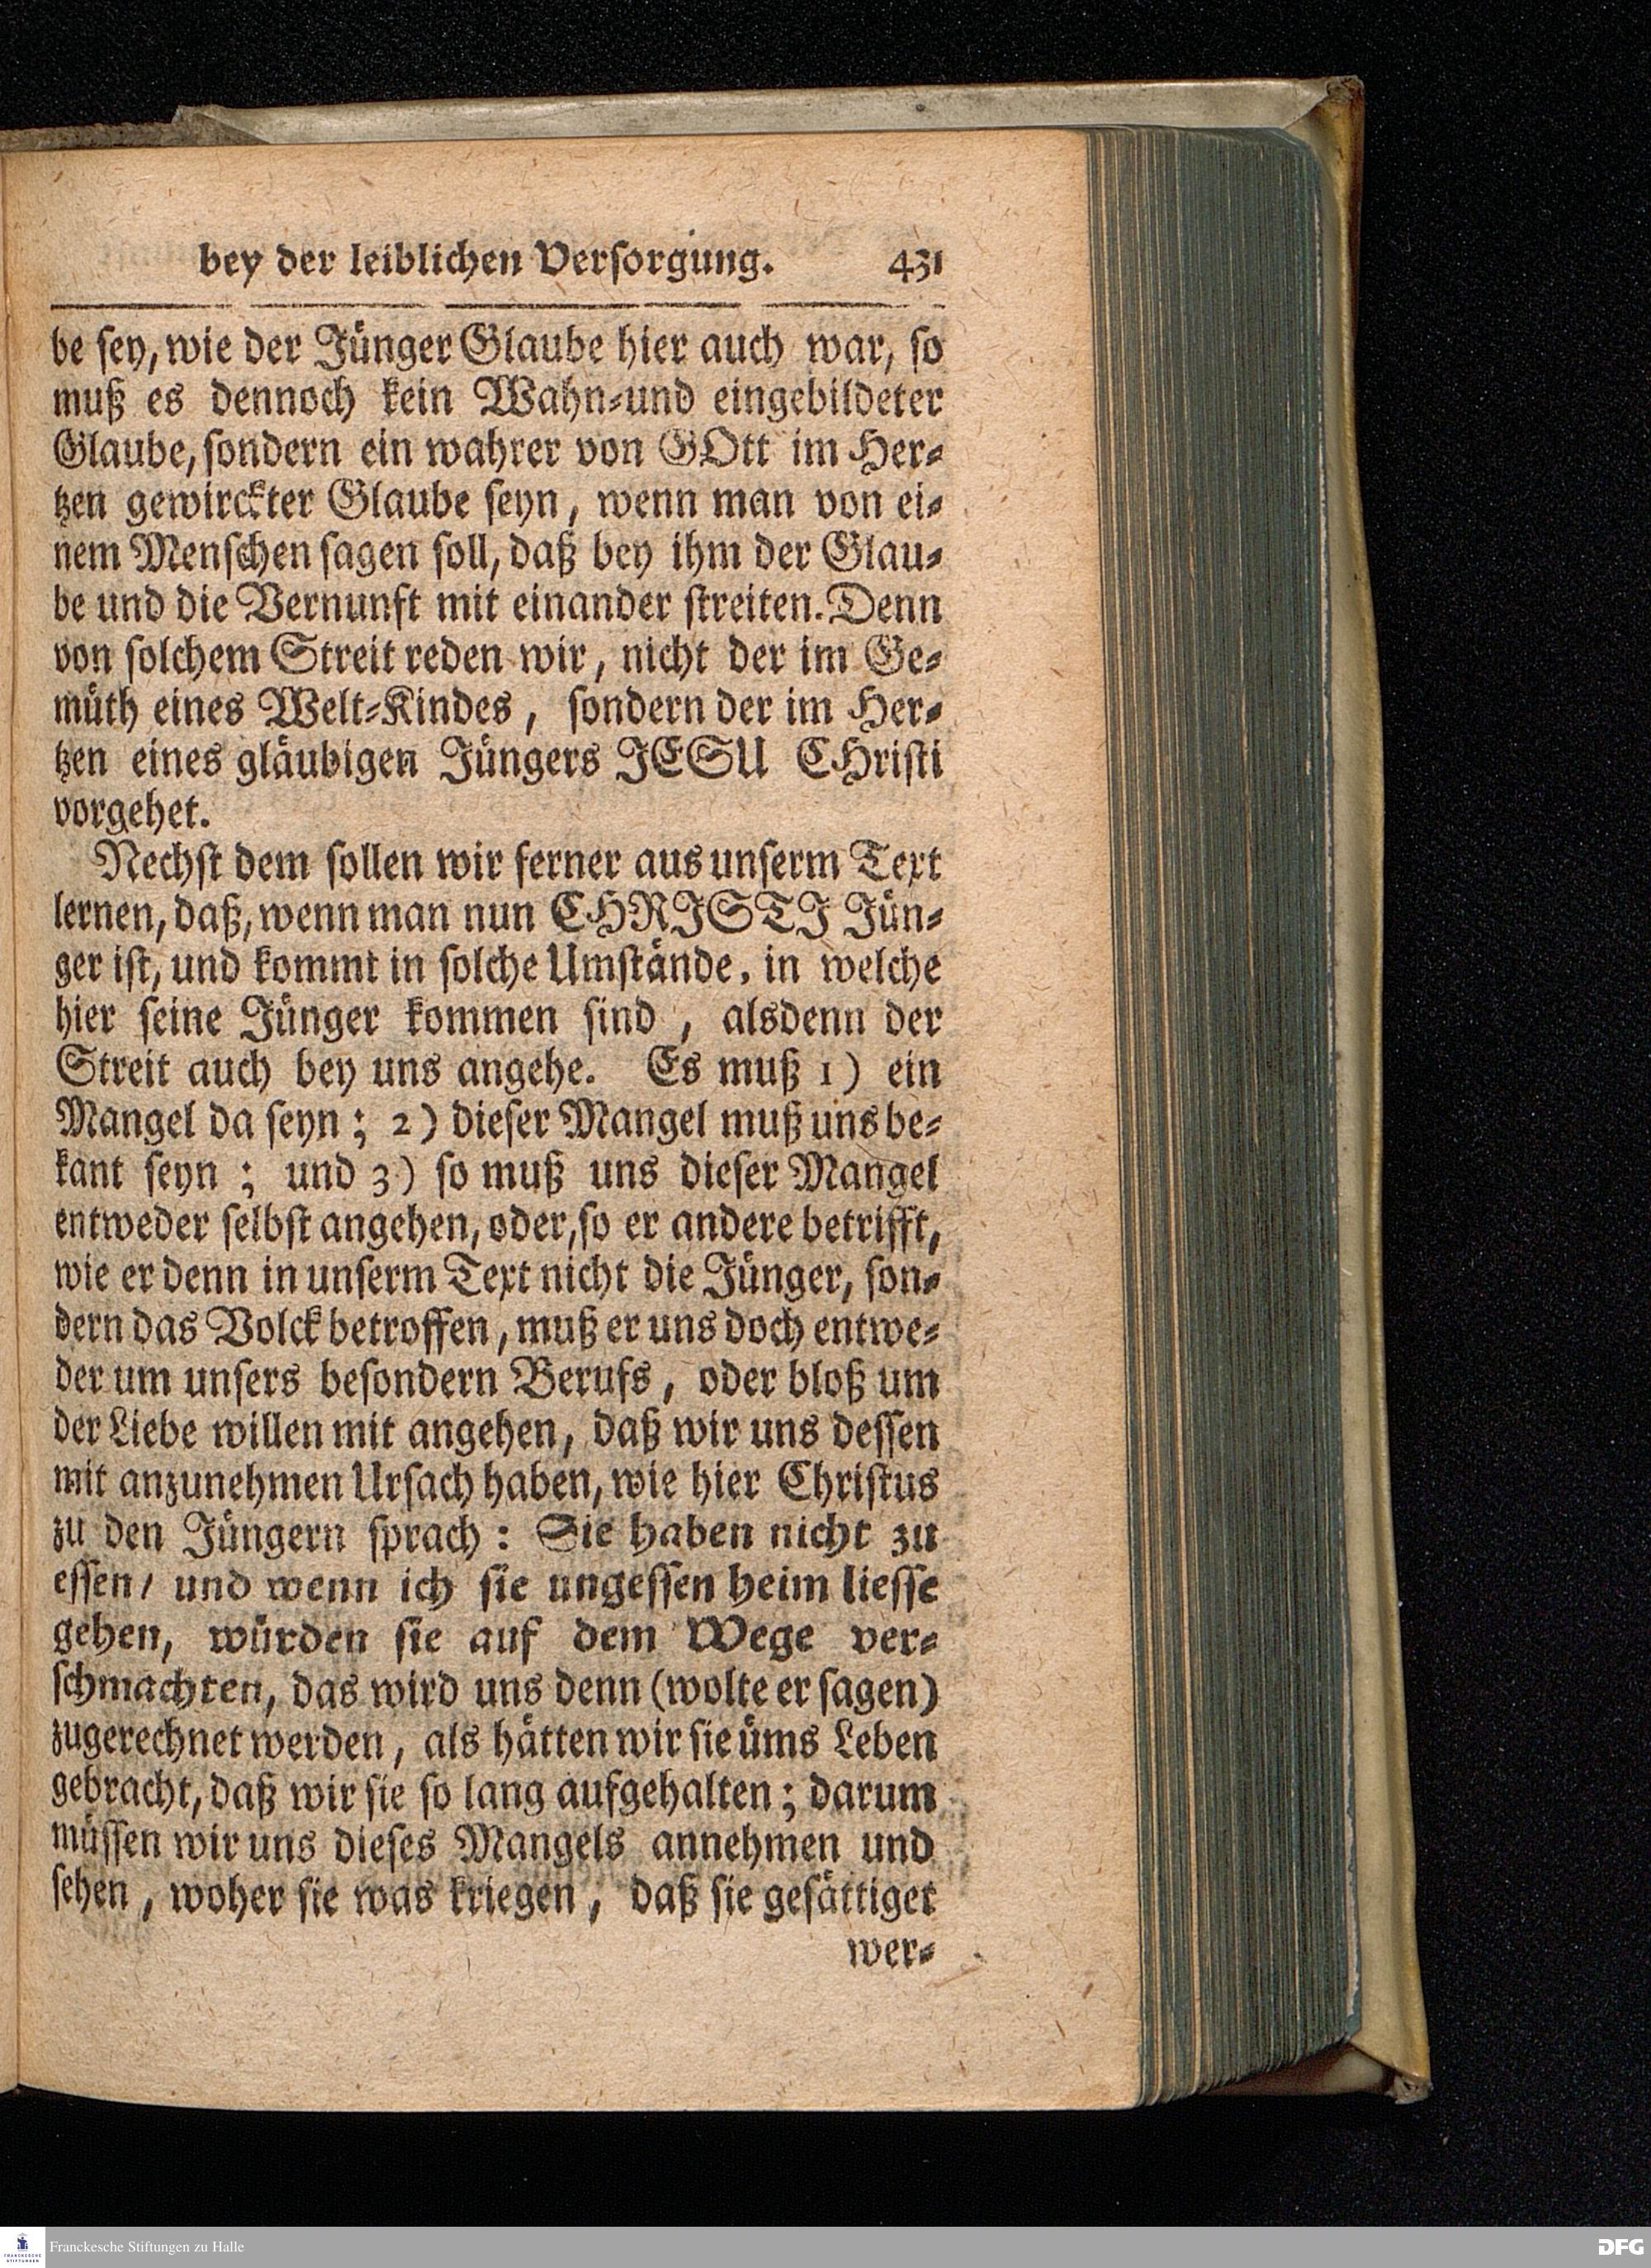 bey der leiblichen Versorgung. 431
be sey, wie der Jünger Glaube hier auch war, so
muß es dennoch kein Wahn-und eingebildeter
Glaube, sondern ein wahrer von GOtt im Her-
tzen gewirckter Glaube seyn, wenn man von ei-
nem Menschen sagen soll, daß bey ihm der Glau-
be und die Vernunft mit einander streiten. Denn
von solchem Streit reden wir, nicht der im Ge-
müth eines Welt-Kindes, sondern der im Her-
tzen eines gläubigen Jüngers JESU CHristi
vorgehet.
Nechst dem sollen wir ferner aus unserm Text
lernen, daß, wenn man nun CHRISTI Jün-
ger ist, und kommt in solche Umstände, in welche
hier seine Jünger kommen sind, alsdenn der
Streit auch bey uns angehe. Es muß 1) ein
Mangel da seyn; 2) dieser Mangel muß uns be-
kant seyn; und 3) so muß uns dieser Mangel
entweder selbst angehen, oder, so er andere betrifft,
wie er denn in unserm Text nicht die Jünger, son-
dern das Volck betroffen, muß er uns doch entwe-
der um unsers besondern Berufs, oder bloß um
der Liebe willen mit angehen, daß wir uns dessen
mit anzunehmen Ursach haben, wie hier Christus
zu den Jüngern sprach: Sie haben nicht zu
essen/ und wenn ich sie ungessen heim liesse
gehen, würden sie auf dem Wege ver-
schmachten, das wird uns denn (wolte er sagen)
zugerechnet werden, als hätten wir sie üms Leben
gebracht, daß wir sie so lang aufgehalten; darum
müssen wir uns dieses Mangels annehmen und
sehen, woher sie was kriegen, daß sie gesättiget
wer-
FRANCKESCHE
STIFTUNGEN
Franckesche Stiftungen zu Halle
DFG